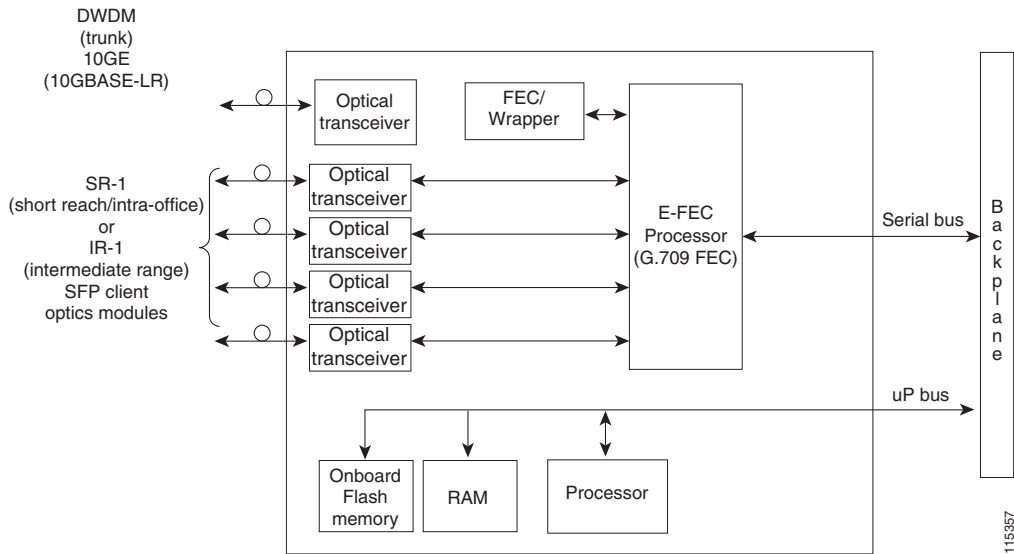 DWDM
(trunk)
10GE
(10GBASE-LR)
Optical
transceiver
FEC/
Wrapper
SR-1
(short reach/intra-office)
or
IR-1
(intermediate range)
SFP client
optics modules
Optical
transceiver
Optical
transceiver
Optical
transceiver
Optical
transceiver
E-FEC
Processor
(G.709 FEC)
Serial bus
Backplane
uP bus
Onboard
Flash
memory
RAM
Processor
115357